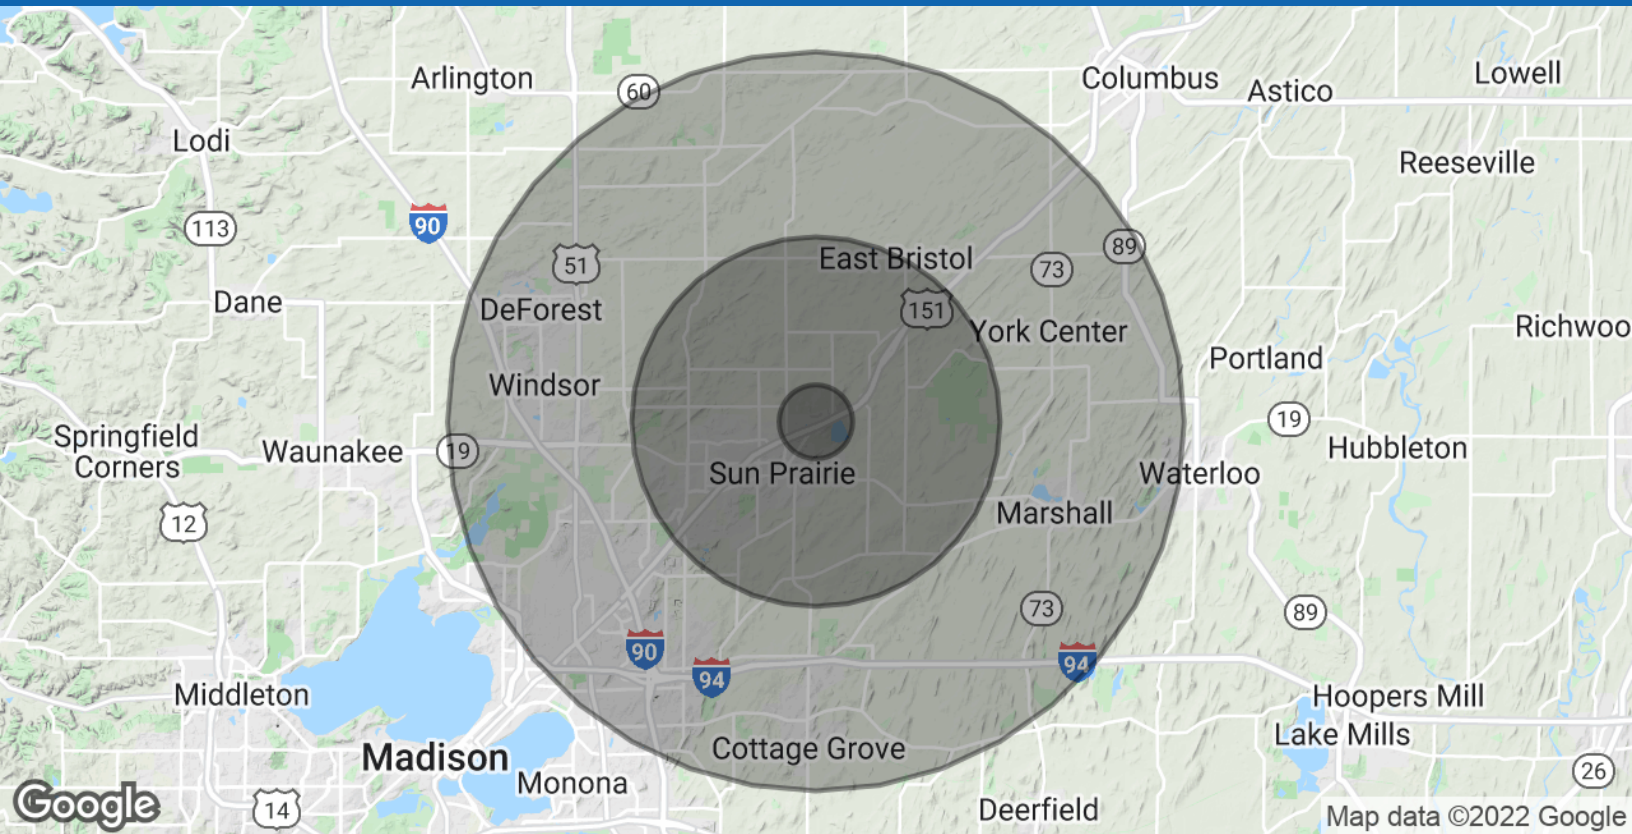 Arlington
60
Columbus
Astico
Lowell
Lodi
Reeseville
113
90
51
East Bristol
73
89
Dane
DeForest
151
York Center
Richwoo
Windsor
Portland
19
Springfield
Corners
Waunakee
19
Sun Prairie
Waterloo
Hubbleton
12
Marshall
73
89
90
94
94
Middleton
Hoopers Mill
Lake Mills
Madison
Cottage Grove
Monona
26
Google
14
Deerfield
Map data ©2022 Google